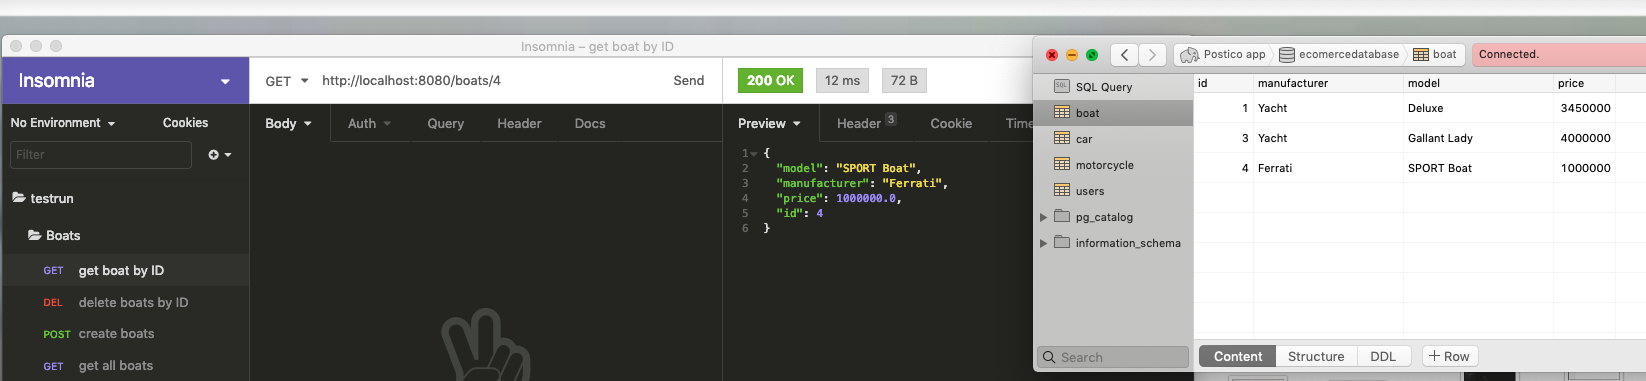 Insomnia – get boat by ID
Insomnia
GET http://localhost:8080/boats/4 Send
200 OK 12 ms 72 B
No Environment Cookies
Body Auth Query Header Docs
Preview Header 3 Cookie Time
Filter
testrun
Boats
GET get boat by ID
DEL delete boats by ID
POST create boats
GET get all boats
1 {
2 "model": "SPORT Boat",
3 "manufacturer": "Ferrati",
4 "price": 1000000.0,
5 "id": 4
6 }
Postico app ecomercedatabase boat Connected.
SQL SQL Query
boat
car
motorcycle
users
pg_catalog
information_schema
Search
id manufacturer model price
1 Yacht Deluxe 3450000
3 Yacht Gallant Lady 4000000
4 Ferrati SPORT Boat 1000000
Content Structure DDL + Row